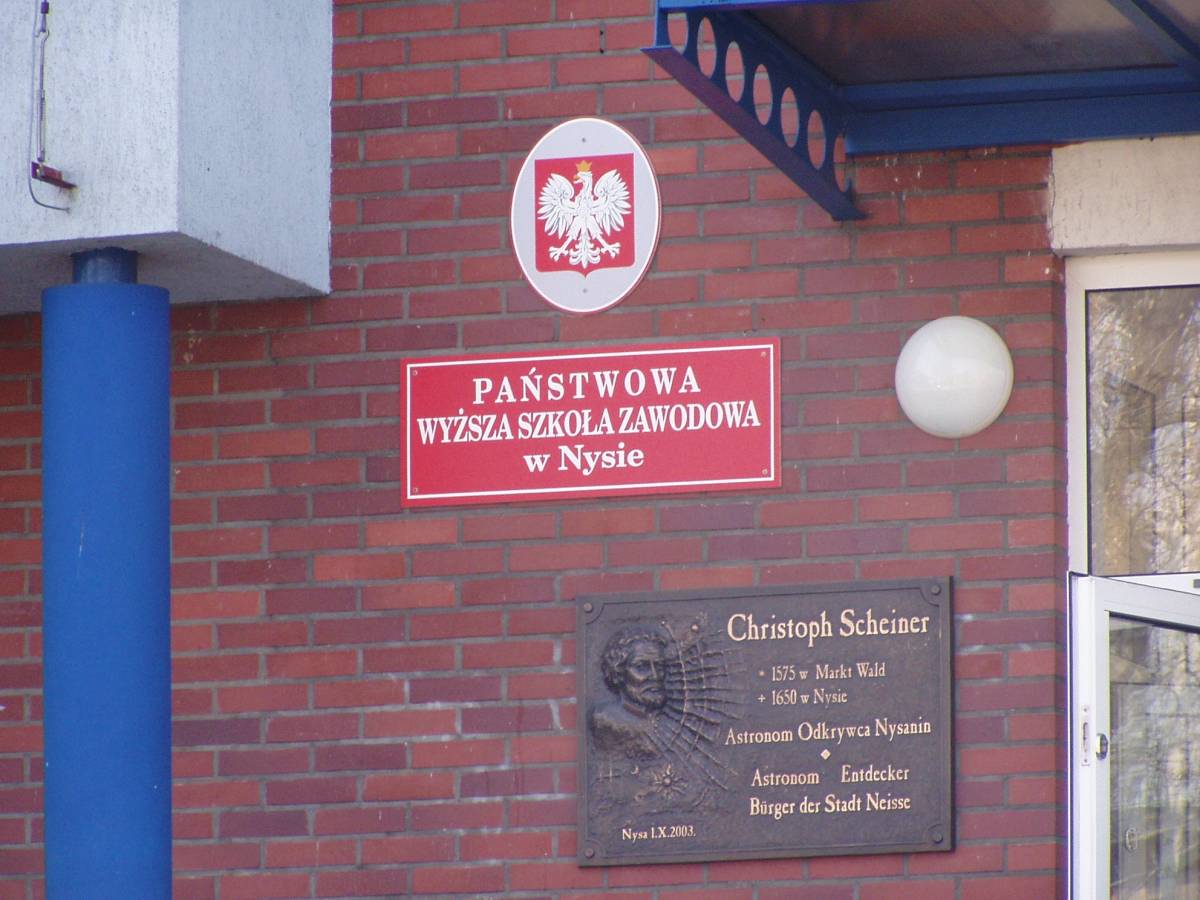 PAŃSTWOWA
WYŻSZA SZKOŁA ZAWODOWA
w Nysie
Christoph Scheiner
* 1575 w Markt Wald
+ 1650 w Nysie
Astronom Odkrywca Nysanin
Astronom Entdecker
Bürger der Stadt Neisse
Nysa 1.X.2003.